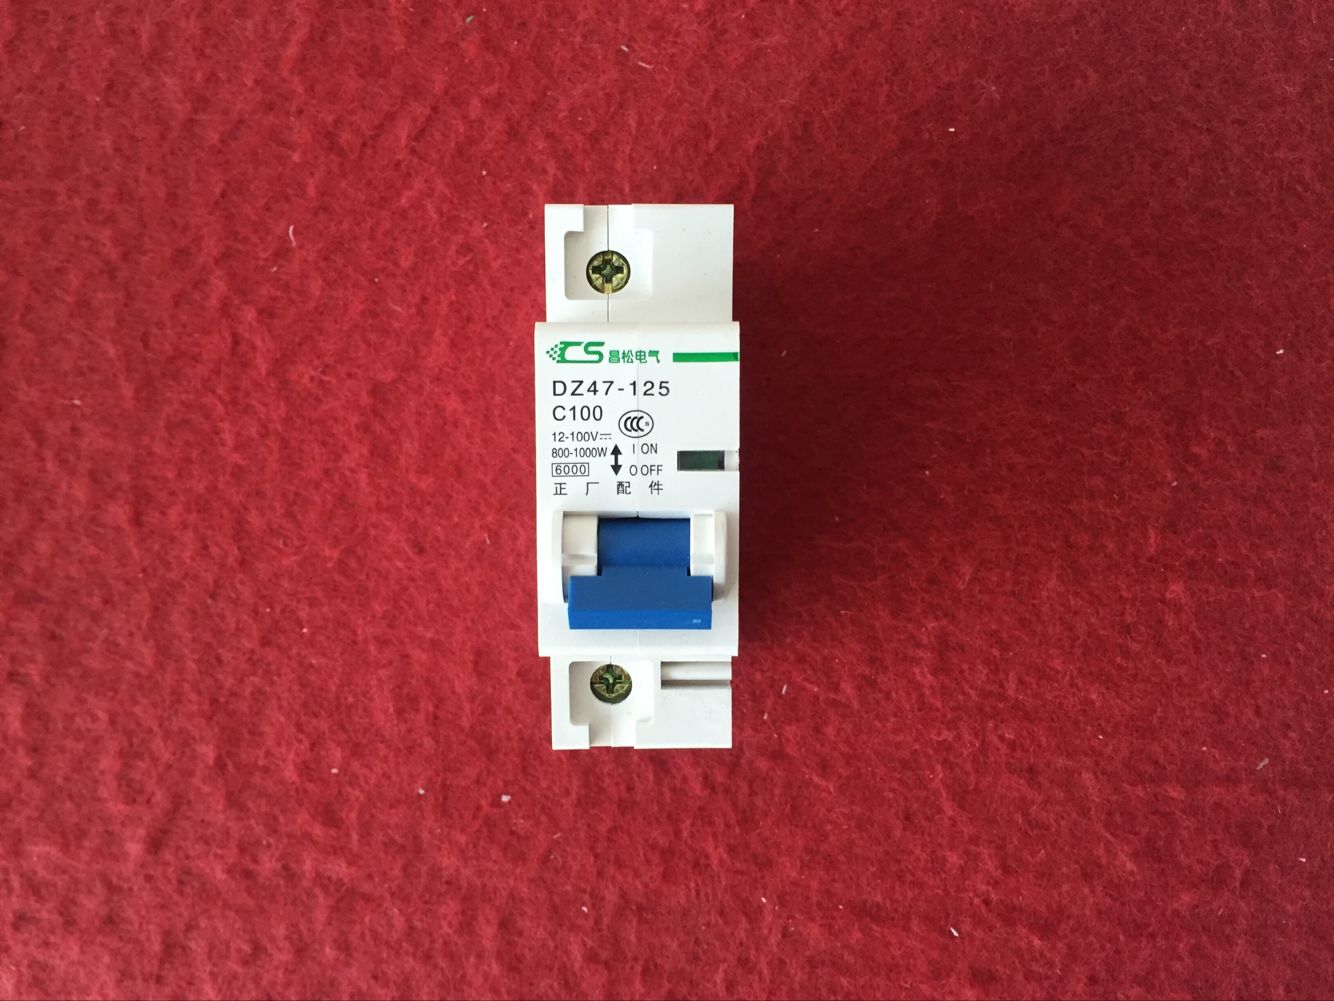 CS 昌松电气
DZ47-125
C100
CCC S
12-100V⎓
800-1000W
I ON
6000
O OFF
正厂配件